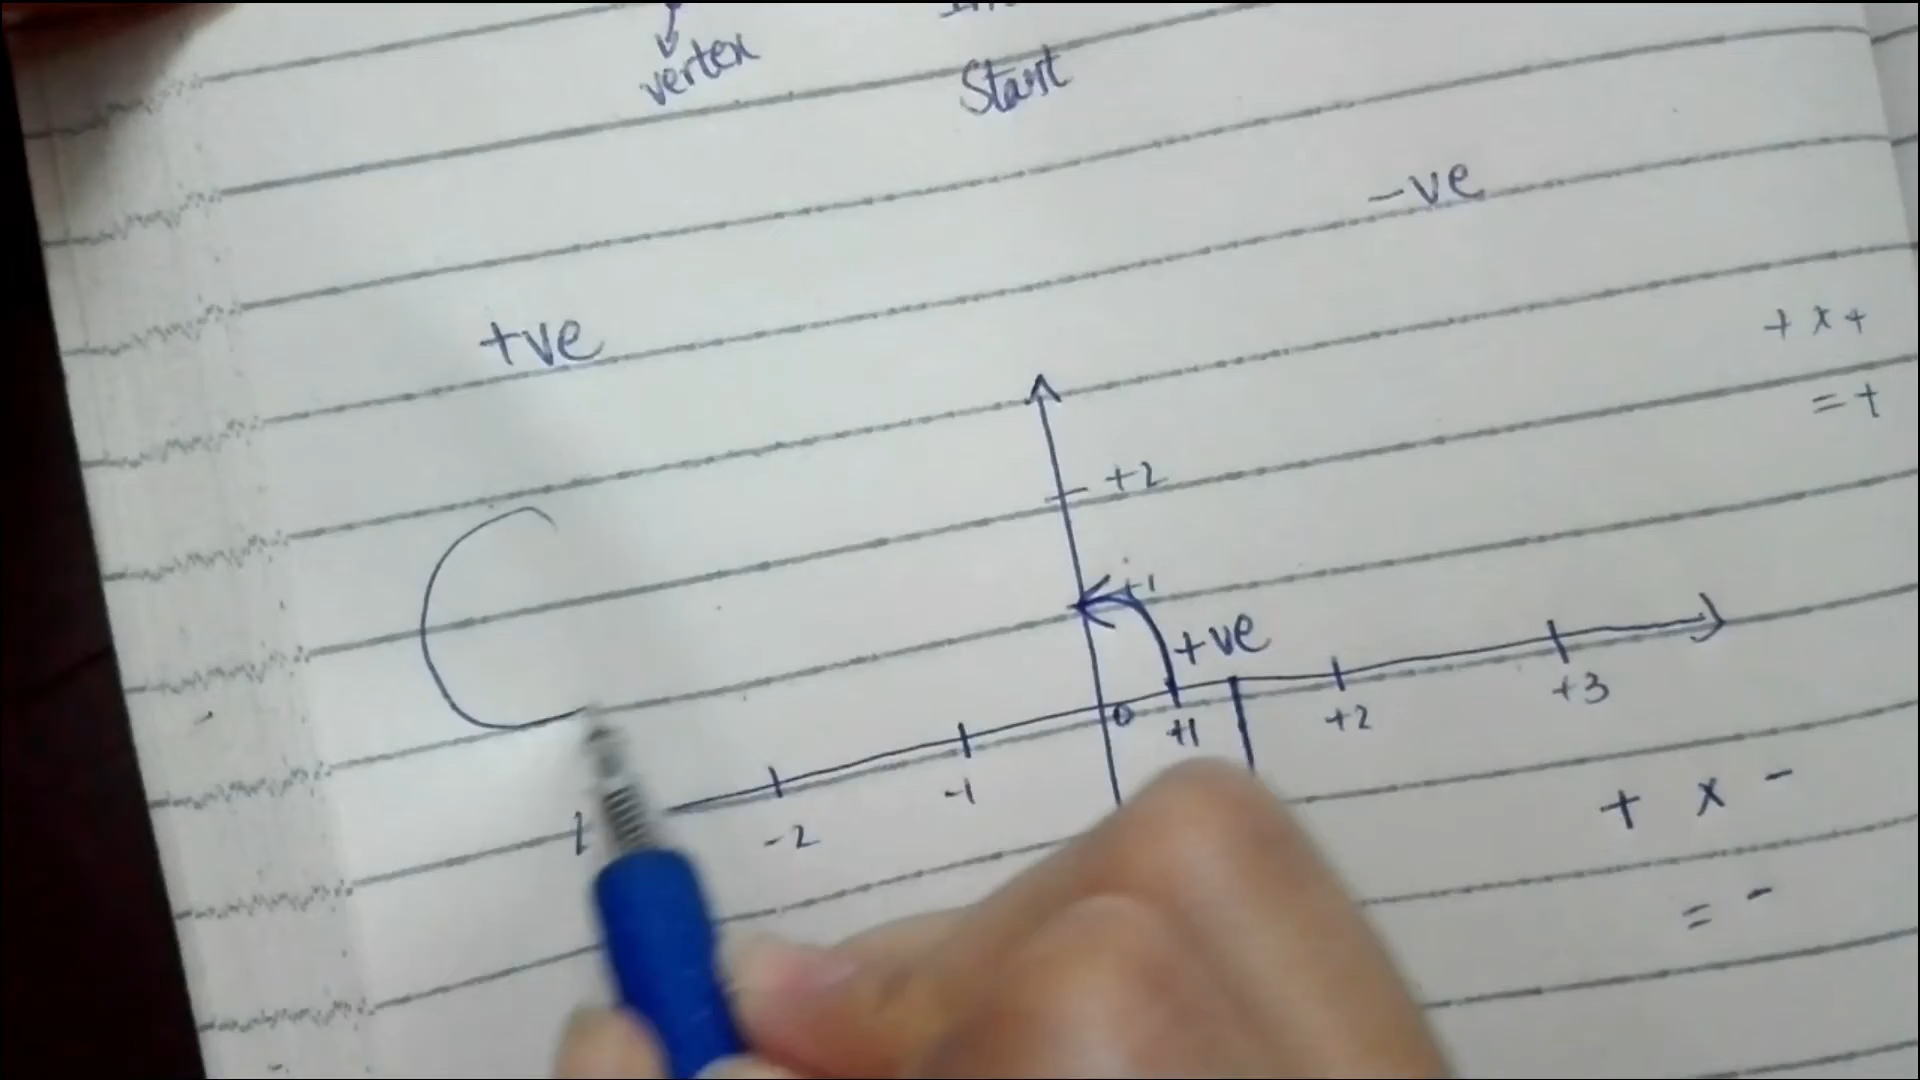 vertex
Start
-ve
+ve
+ x +
= +
+2
+1
+ve
-2
-1
0
+1
+2
+3
+ x -
= -